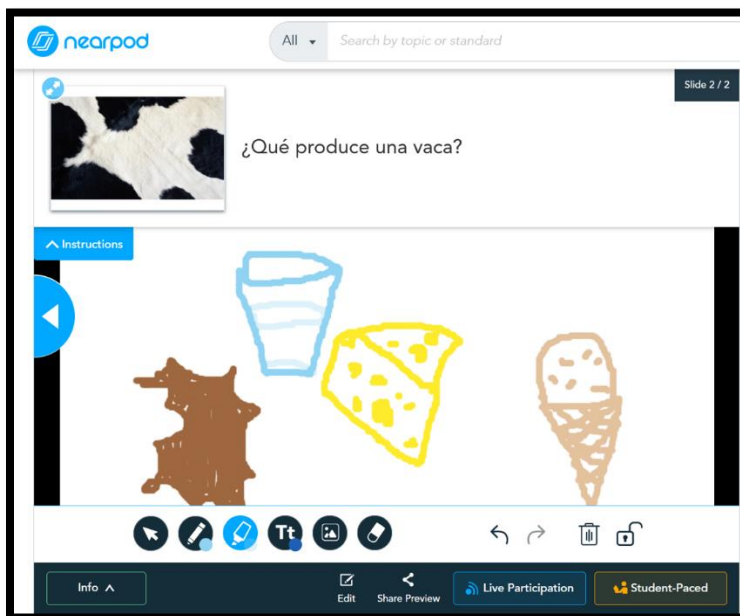 nearpod
All
Search by topic or standard
Slide 2 / 2
¿Qué produce una vaca?
Instructions
Tt
Info
Edit
Share Preview
Live Participation
Student-Paced